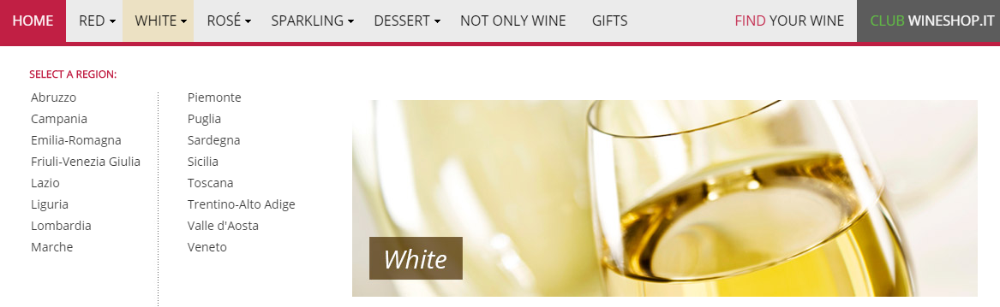 HOME RED WHITE ROSÉ SPARKLING DESSERT NOT ONLY WINE GIFTS FIND YOUR WINE CLUB WINESHOP.IT
SELECT A REGION:
Abruzzo
Campania
Emilia-Romagna
Friuli-Venezia Giulia
Lazio
Liguria
Lombardia
Marche
Piemonte
Puglia
Sardegna
Sicilia
Toscana
Trentino-Alto Adige
Valle d'Aosta
Veneto
White